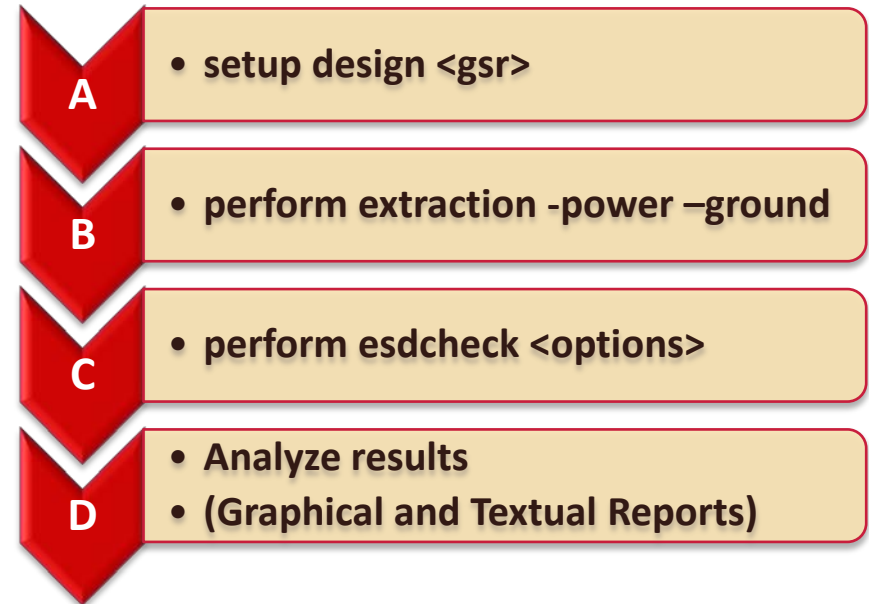 A
• setup design <gsr>
B
• perform extraction -power –ground
C
• perform esdcheck <options>
D
• Analyze results
• (Graphical and Textual Reports)